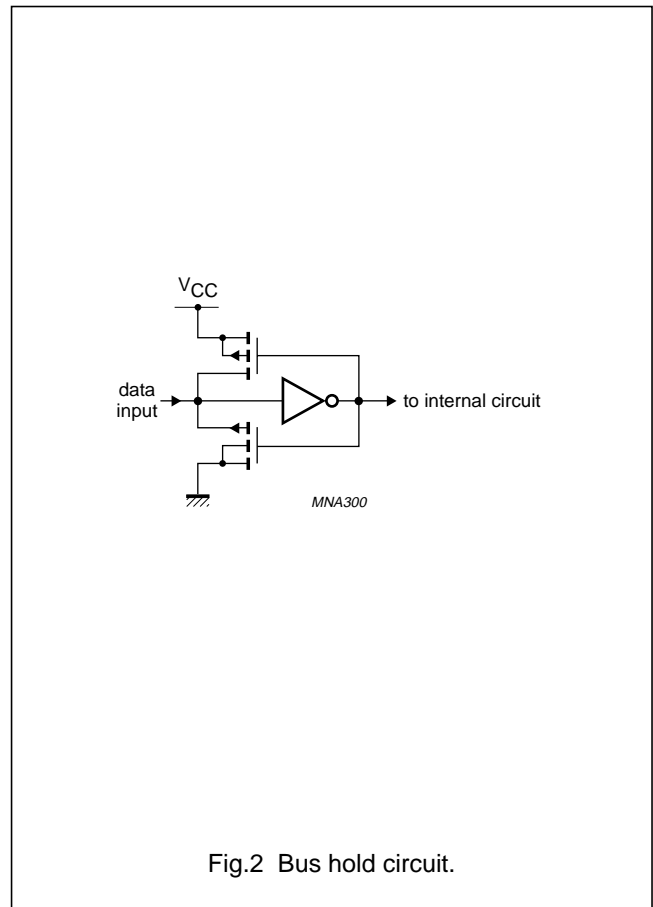 VCC
data
input
to internal circuit
MNA300
Fig.2 Bus hold circuit.